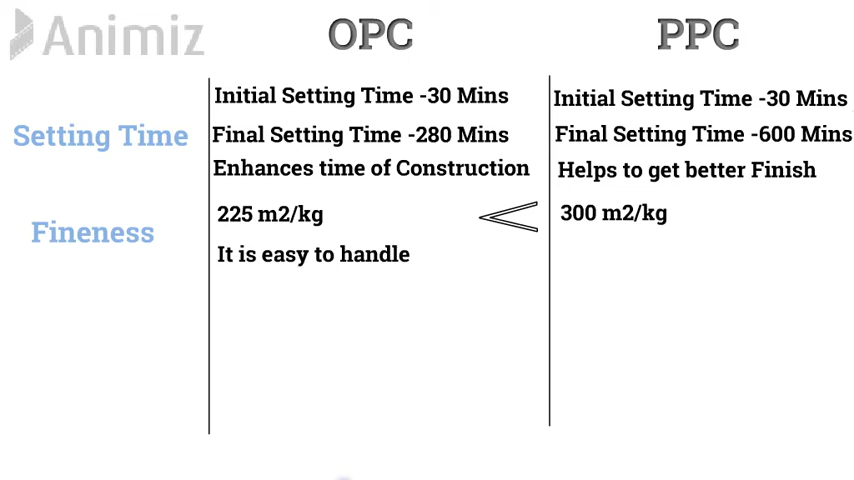 Animiz
OPC
PPC
Setting Time
Initial Setting Time -30 Mins
Final Setting Time -280 Mins
Enhances time of Construction
Initial Setting Time -30 Mins
Final Setting Time -600 Mins
Helps to get better Finish
Fineness
225 m2/kg
It is easy to handle
<
300 m2/kg